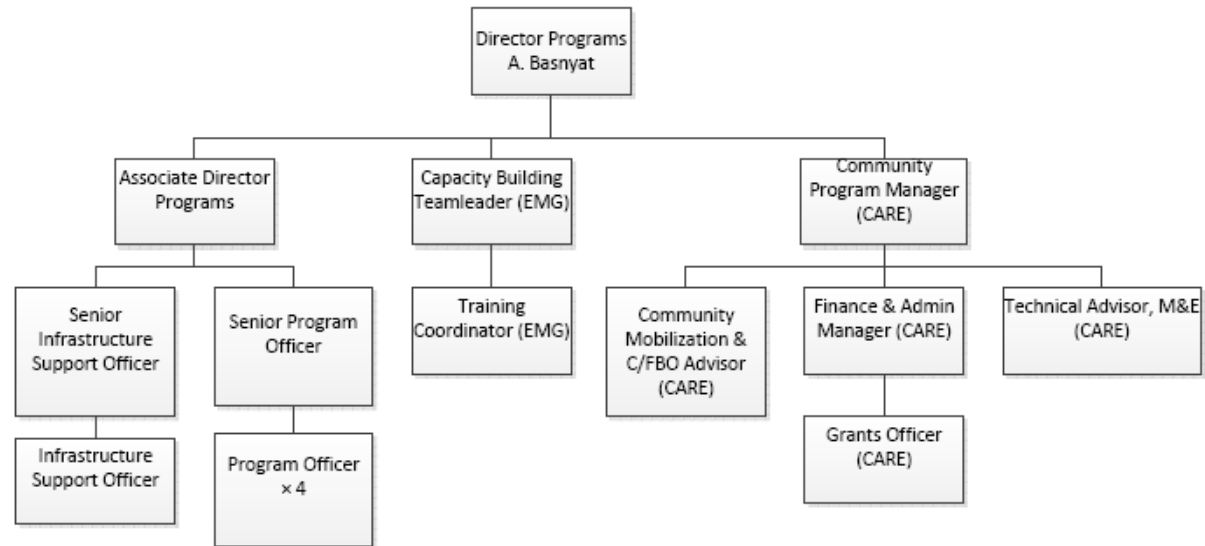 Director Programs
A. Basnyat
Associate Director
Programs
Capacity Building
Teamleader (EMG)
Community
Program Manager
(CARE)
Senior
Infrastructure
Support Officer
Senior Program
Officer
Training
Coordinator (EMG)
Community
Mobilization &
C/FBO Advisor
(CARE)
Finance & Admin
Manager (CARE)
Technical Advisor, M&E
(CARE)
Infrastructure
Support Officer
Program Officer
× 4
Grants Officer
(CARE)